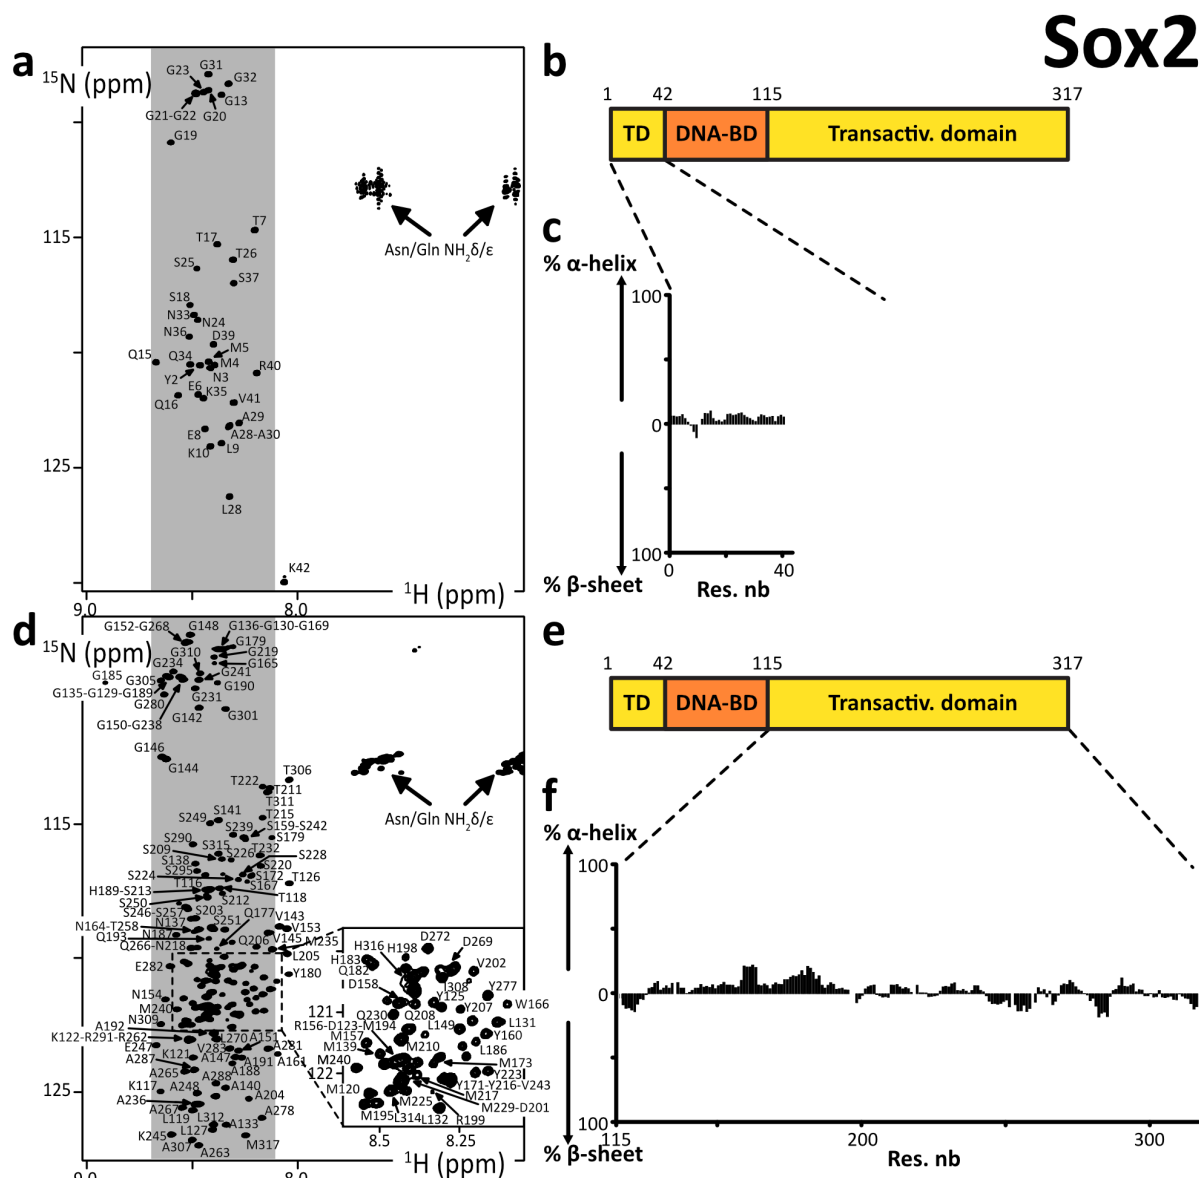 Sox2
a
15N (ppm)
G31
G23
G32
G13
G21-G22
G20
G19
T7
T17
T26
S25
S37
S18
N33
N24
N36
D39
M5
Q15
Q34
M4
R40
Y2
N3
E6
K35
Q16
V41
A29
E8
A28-A30
K10
L9
L28
K42
Asn/Gln NH2δ/ε
115
125
1H (ppm)
9.0
8.0
b
1
42
115
317
TD
DNA-BD
Transactiv. domain
c
% α-helix
100
0
100
% β-sheet
0
40
Res. nb
d
15N (ppm)
G152-G268
G148
G136-G130-G169
G310
G179
G219
G234
G165
G185
G305
G241
G135-G129-G189
G190
G280
G231
G150-G238
G142
G301
G146
G144
T306
T222
T211
T311
S141
T215
S249
S239
S159-S242
S290
S179
S209
S315
S226
T232
S228
S138
S220
S295
S224
S172
T126
T116
S167
H189-S213
S212
T118
S250
S246-S257
S203
Q177
N137
S251
V143
N164-T258
V153
N187
Q193
Q206
V145
M235
Q266-N218
L205
E282
Y180
N154
M240
N309
A192
K122-R291-R262
L270
A151
E247
V283
A281
K121
A147
A191
A161
A287
A188
A265
A288
K117
A248
A140
A236
A204
A267
A278
L119
L312
A133
L127
K245
M317
A307
A263
Asn/Gln NH2δ/ε
115
125
1H (ppm)
9.0
8.0
D272
H316
H198
D269
H183
Q182
V202
D158
J308
Y277
Y125
W166
121
Q230
Q208
Y207
R156-D123-M194
L149
L131
M157
M210
Y160
M139
L186
M240
M173
122
Y223
Y171-Y216-V243
M120
M217
M225
M229-D201
M195
L314
L132
R199
8.5
8.25
e
1
42
115
317
TD
DNA-BD
Transactiv. domain
f
% α-helix
100
0
100
% β-sheet
115
200
300
Res. nb